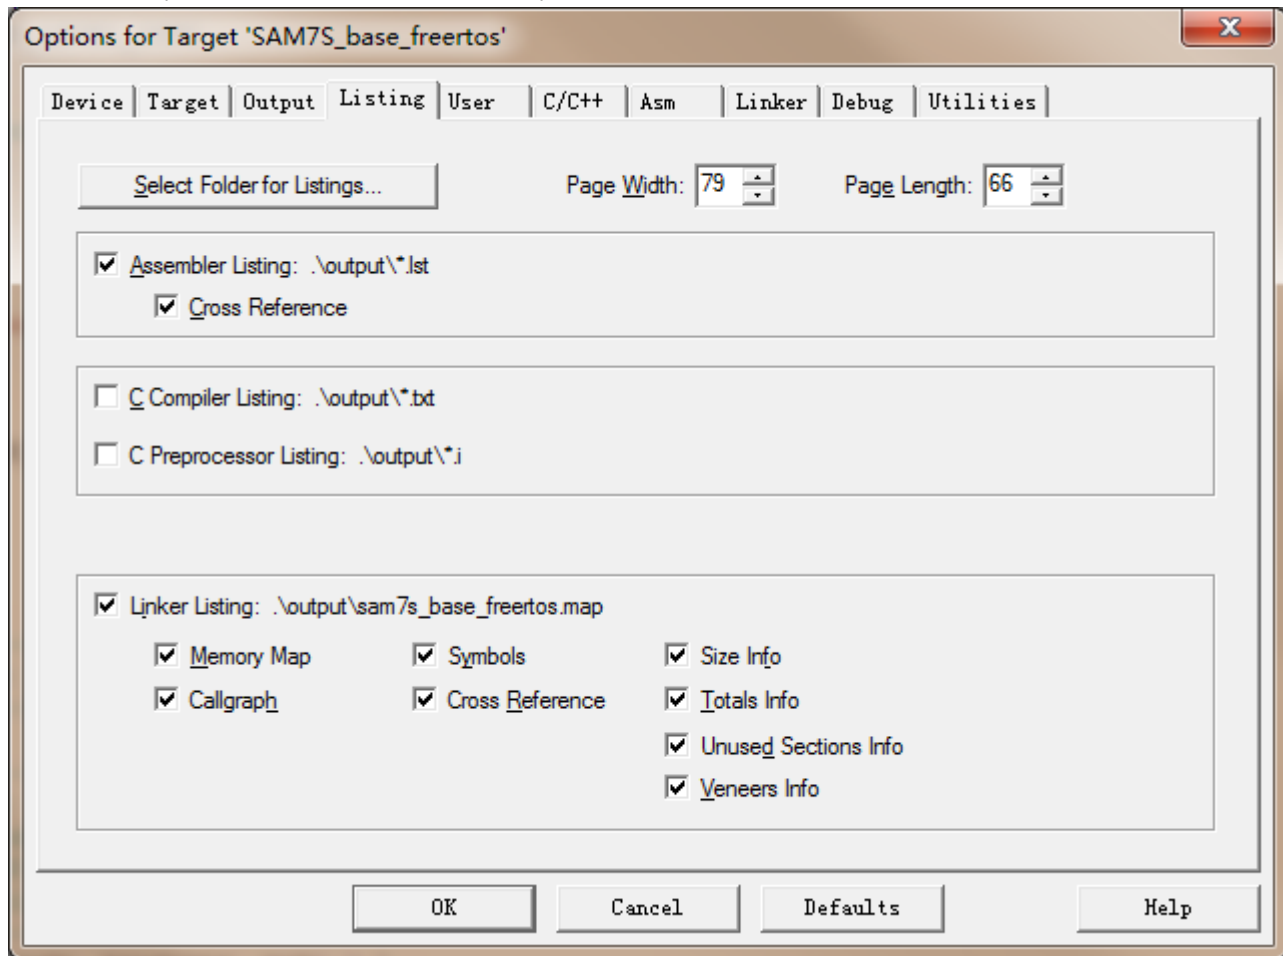 Options for Target 'SAM7S_base_freertos'
Device Target Output Listing User C/C++ Asm Linker Debug Utilities
Select Folder for Listings... Page Width: 79 Page Length: 66
Assembler Listing: .\output\*.lst
Cross Reference
C Compiler Listing: .\output\*.txt
C Preprocessor Listing: .\output\*.i
Linker Listing: .\output\sam7s_base_freertos.map
Memory Map Symbols Size Info
Callgraph Cross Reference Totals Info
Unused Sections Info
Veneers Info
OK Cancel Defaults Help